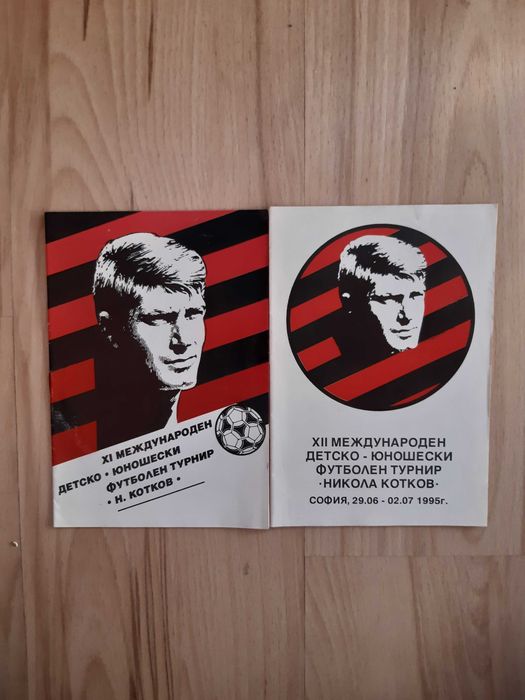 XI МЕЖДУНАРОДЕН
ДЕТСКО • ЮНОШЕСКИ
ФУТБОЛЕН ТУРНИР
• Н. КОТКОВ •
XII МЕЖДУНАРОДЕН
ДЕТСКО - ЮНОШЕСКИ
ФУТБОЛЕН ТУРНИР
·НИКОЛА КОТКОВ·
СОФИЯ, 29.06 - 02.07 1995г.